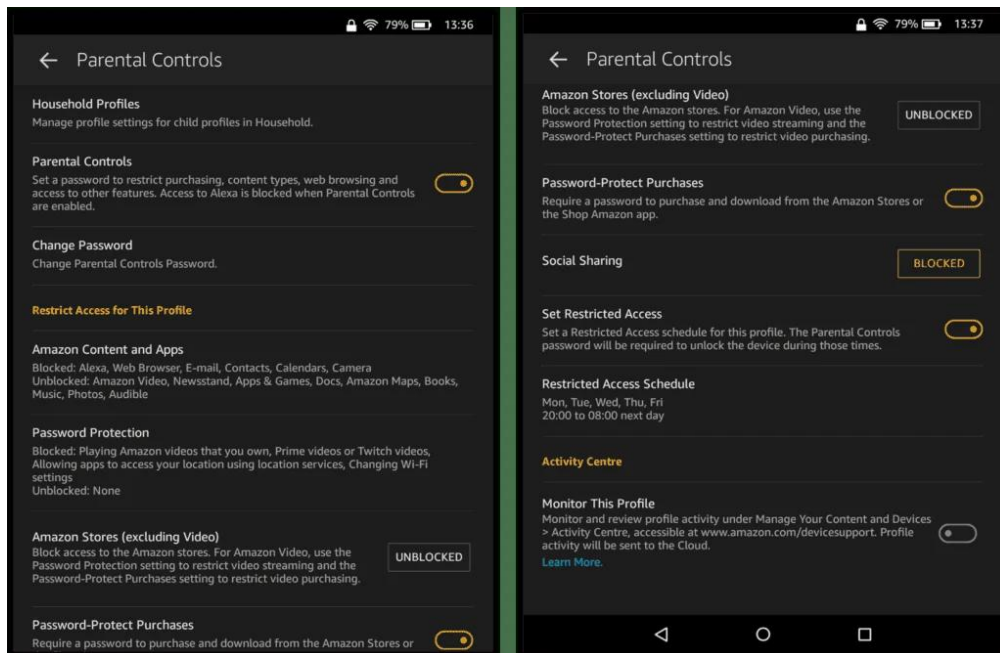 79% 13:36
Parental Controls
Household Profiles
Manage profile settings for child profiles in Household.
Parental Controls
Set a password to restrict purchasing, content types, web browsing and
access to other features. Access to Alexa is blocked when Parental Controls
are enabled.
Change Password
Change Parental Controls Password.
Restrict Access for This Profile
Amazon Content and Apps
Blocked: Alexa, Web Browser, E-mail, Contacts, Calendars, Camera
Unblocked: Amazon Video, Newsstand, Apps & Games, Docs, Amazon Maps, Books,
Music, Photos, Audible
Password Protection
Blocked: Playing Amazon videos that you own, Prime videos or Twitch videos,
Allowing apps to access your location using location services, Changing Wi-Fi
settings
Unblocked: None
Amazon Stores (excluding Video)
Block access to the Amazon stores. For Amazon Video, use the
Password Protection setting to restrict video streaming and the
Password-Protect Purchases setting to restrict video purchasing.
UNBLOCKED
Password-Protect Purchases
Require a password to purchase and download from the Amazon Stores or
79% 13:37
Parental Controls
Amazon Stores (excluding Video)
Block access to the Amazon stores. For Amazon Video, use the
Password Protection setting to restrict video streaming and the
Password-Protect Purchases setting to restrict video purchasing.
UNBLOCKED
Password-Protect Purchases
Require a password to purchase and download from the Amazon Stores or
the Shop Amazon app.
Social Sharing
BLOCKED
Set Restricted Access
Set a Restricted Access schedule for this profile. The Parental Controls
password will be required to unlock the device during those times.
Restricted Access Schedule
Mon, Tue, Wed, Thu, Fri
20:00 to 08:00 next day
Activity Centre
Monitor This Profile
Monitor and review profile activity under Manage Your Content and Devices
> Activity Centre, accessible at www.amazon.com/devicesupport. Profile
activity will be sent to the Cloud.
Learn More.